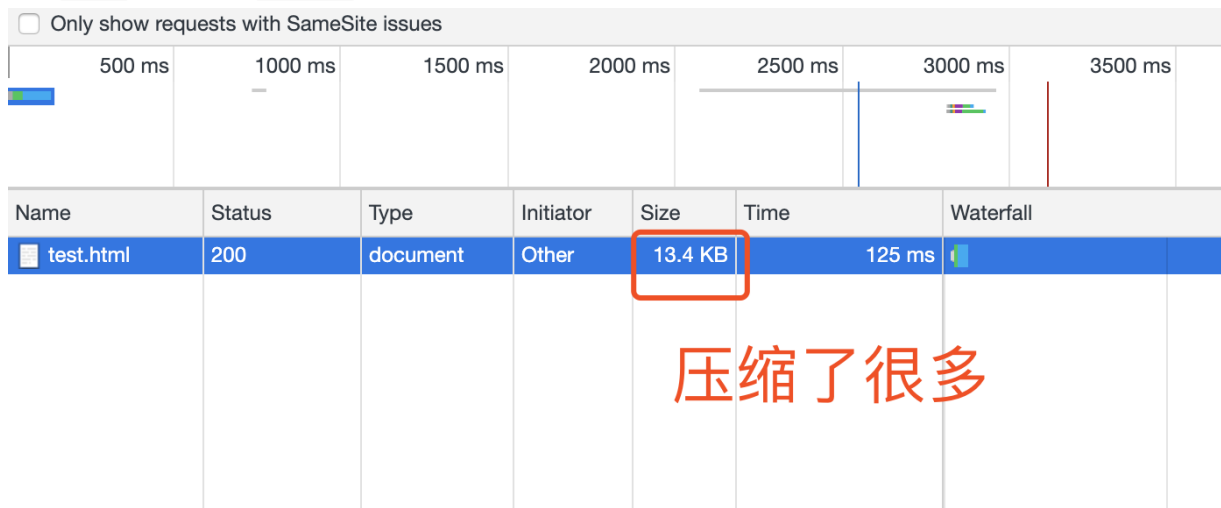 Only show requests with SameSite issues
500 ms 1000 ms 1500 ms 2000 ms 2500 ms 3000 ms 3500 ms
Name Status Type Initiator Size Time Waterfall
test.html 200 document Other 13.4 KB 125 ms
压缩了很多